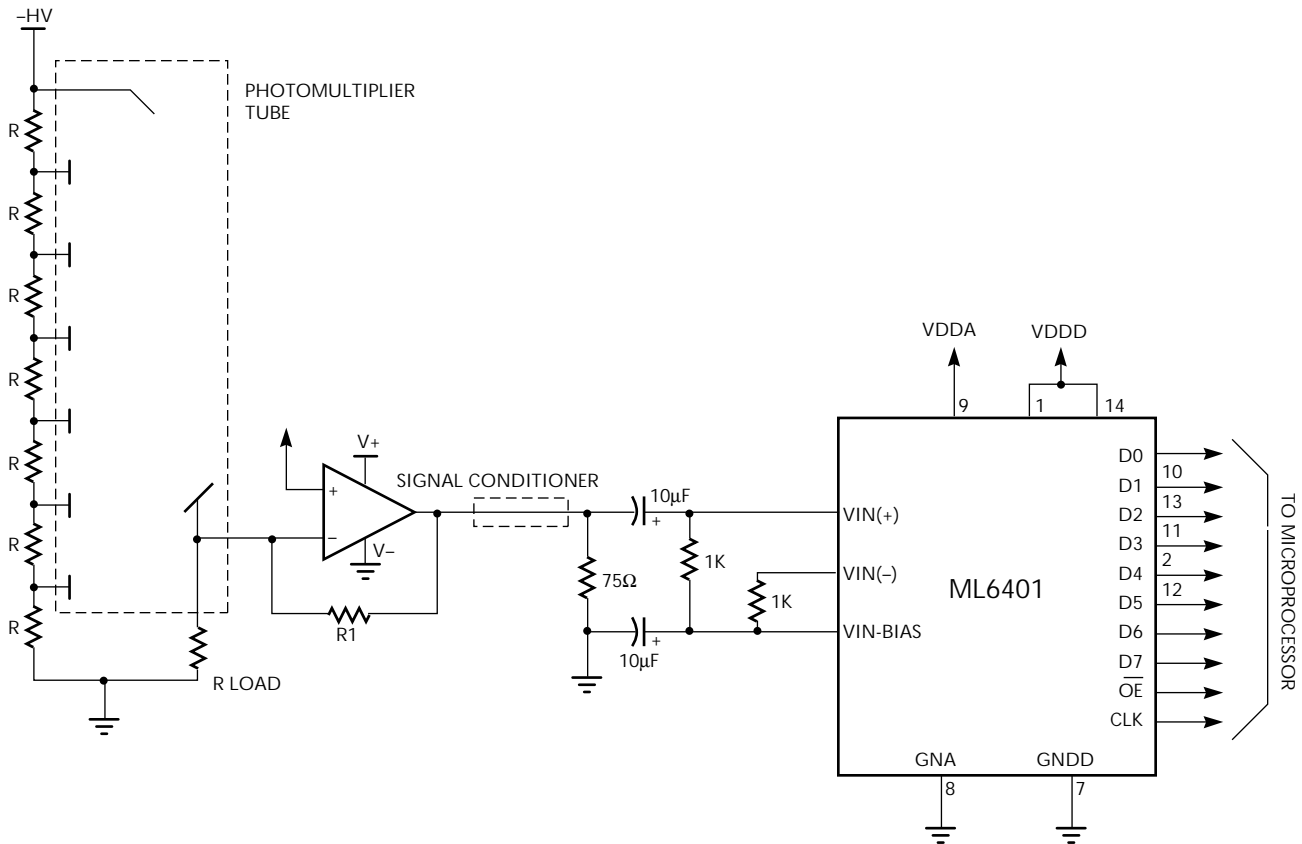 –HV
PHOTOMULTIPLIER
TUBE
R
R
R
R
R
R
R
R LOAD
+
–
V+
V–
R1
SIGNAL CONDITIONER
75Ω
10µF
+
10µF
+
1K
1K
VDDA
VDDD
9
1
14
VIN(+)
VIN(–)
VIN-BIAS
ML6401
D0
D1
D2
D3
D4
D5
D6
D7
OE
CLK
10
13
11
2
12
GNA
GNDD
8
7
TO MICROPROCESSOR